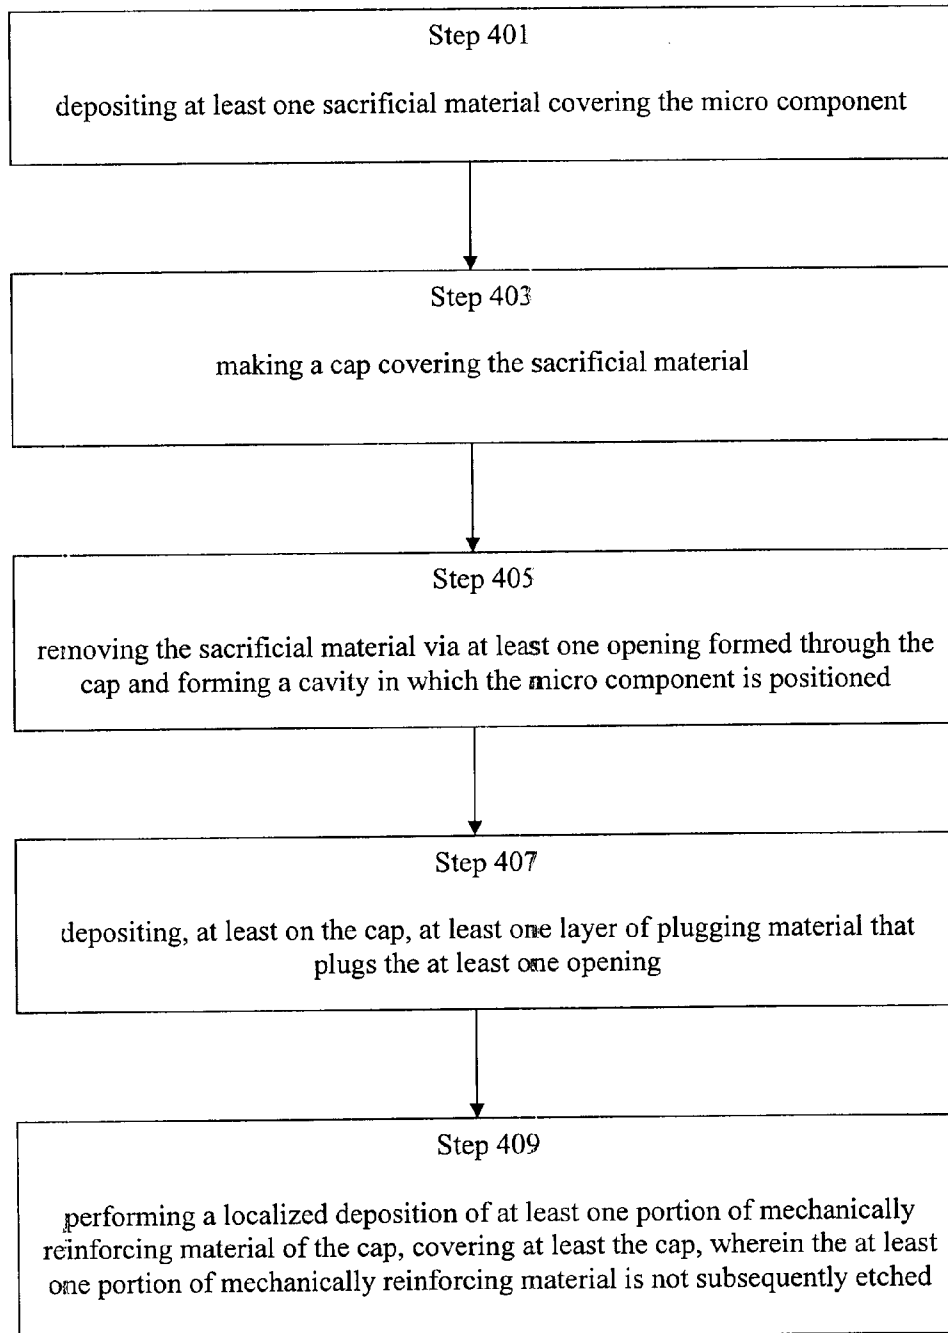 Step 401
depositing at least one sacrificial material covering the micro component
Step 403
making a cap covering the sacrificial material
Step 405
removing the sacrificial material via at least one opening formed through the
cap and forming a cavity in which the micro component is positioned
Step 407
depositing, at least on the cap, at least one layer of plugging material that
plugs the at least one opening
Step 409
performing a localized deposition of at least one portion of mechanically
reinforcing material of the cap, covering at least the cap, wherein the at least
one portion of mechanically reinforcing material is not subsequently etched